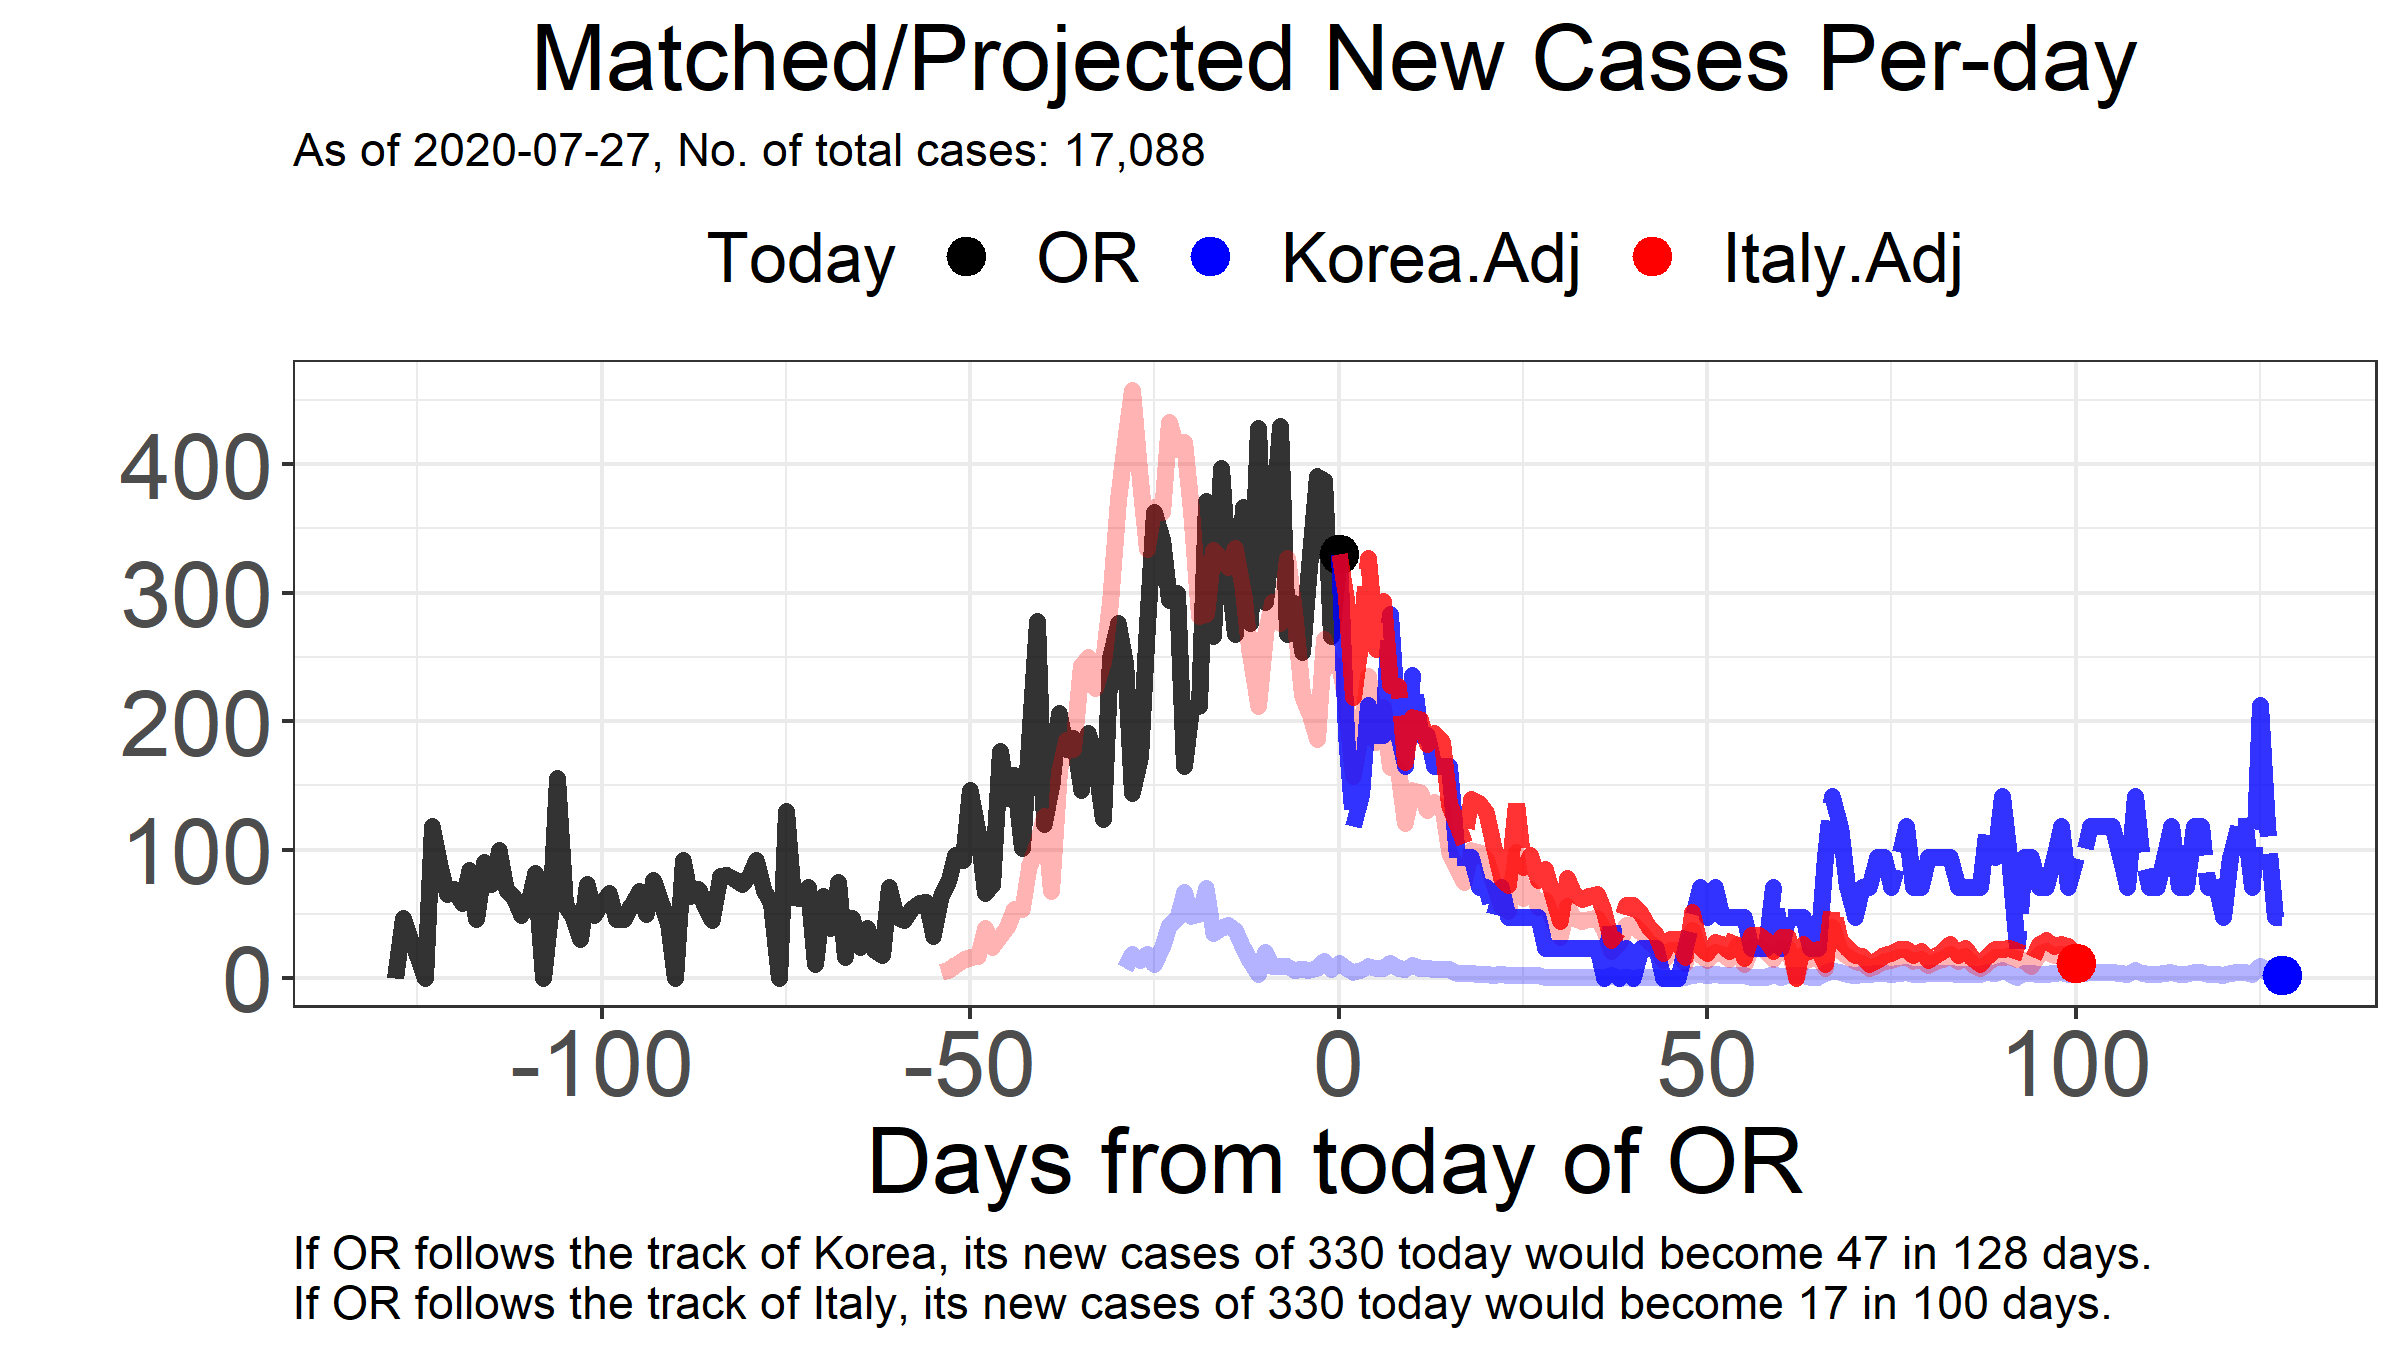 Matched/Projected New Cases Per-day
As of 2020-07-27, No. of total cases: 17,088
Today OR Korea.Adj Italy.Adj
400
300
200
100
0
-100 -50 0 50 100
Days from today of OR
If OR follows the track of Korea, its new cases of 330 today would become 47 in 128 days.
If OR follows the track of Italy, its new cases of 330 today would become 17 in 100 days.